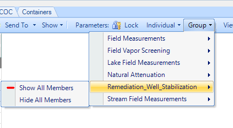 COC Containers
Send To Show Parameters: Lock Individual Group View
Field Measurements
Field Vapor Screening
Lake Field Measurements
Natural Attenuation
Show All Members Remediation_Well_Stabilization
Hide All Members Stream Field Measurements